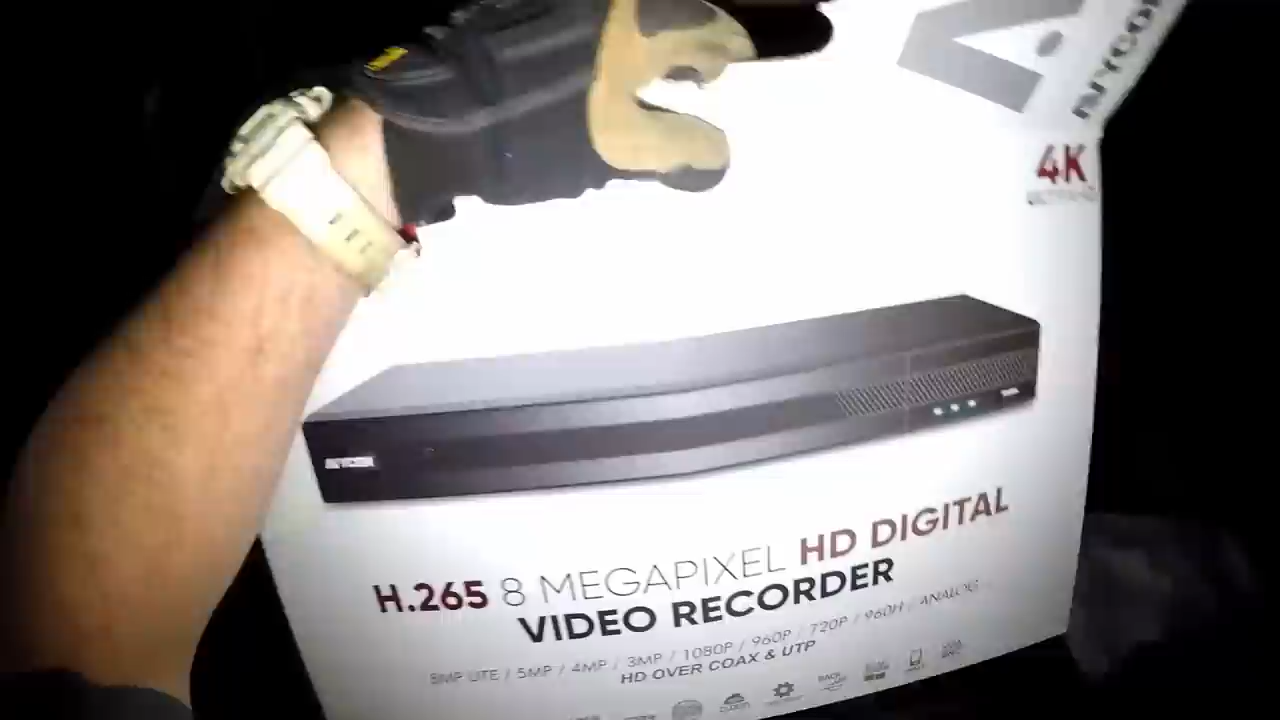 4K
H.265 8 MEGAPIXEL HD DIGITAL
VIDEO RECORDER
8MP LITE / 5MP / 4MP / 3MP / 1080P / 960P / 720P / 960H / ANALOG
HD OVER COAX & UTP